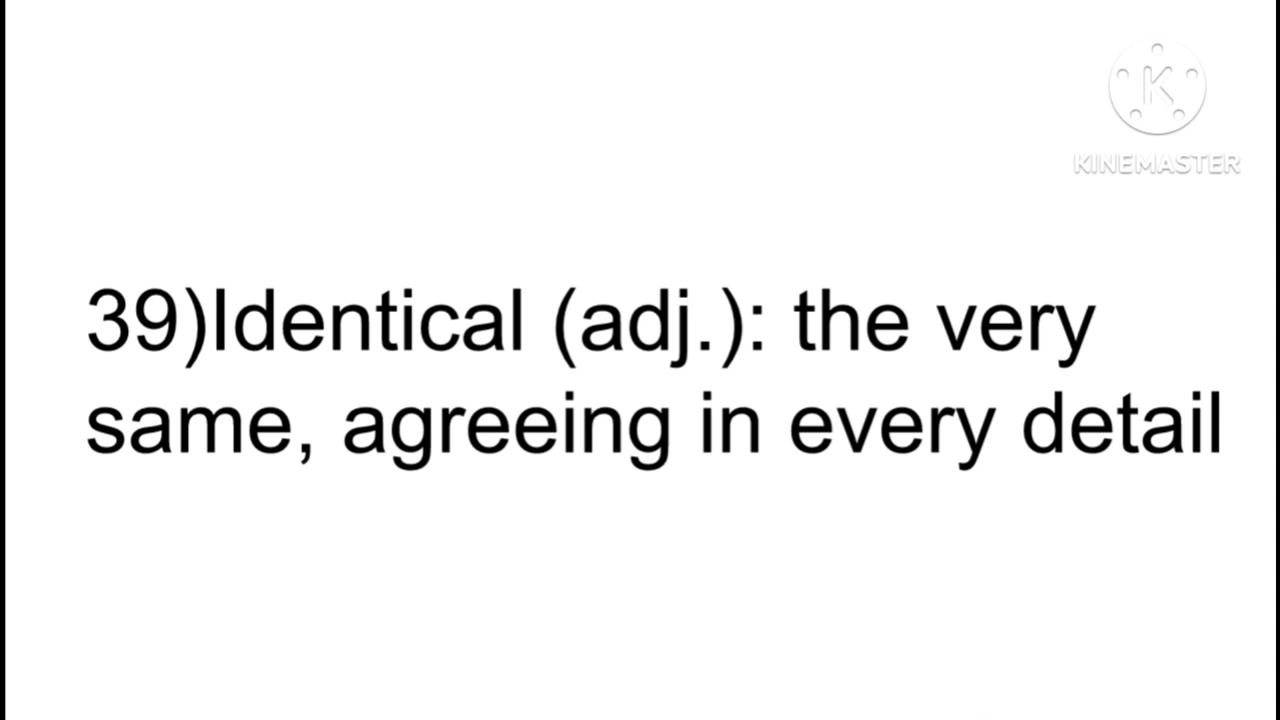 K
KINEMASTER
39)Identical (adj.): the very
same, agreeing in every detail